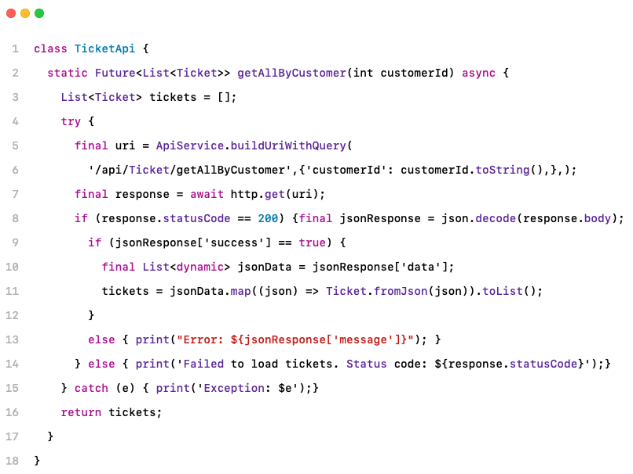 1 class TicketApi {
2 static Future<List<Ticket>> getAllByCustomer(int customerId) async {
3 List<Ticket> tickets = [];
4 try {
5 final uri = ApiService.buildUriWithQuery(
6 '/api/Ticket/getAllByCustomer',{'customerId': customerId.toString(),},);
7 final response = await http.get(uri);
8 if (response.statusCode == 200) {final jsonResponse = json.decode(response.body);
9 if (jsonResponse['success'] == true) {
10 final List<dynamic> jsonData = jsonResponse['data'];
11 tickets = jsonData.map((json) => Ticket.fromJson(json)).toList();
12 }
13 else { print("Error: ${jsonResponse['message']}"); }
14 } else { print('Failed to load tickets. Status code: ${response.statusCode}');}
15 } catch (e) { print('Exception: $e');}
16 return tickets;
17 }
18 }